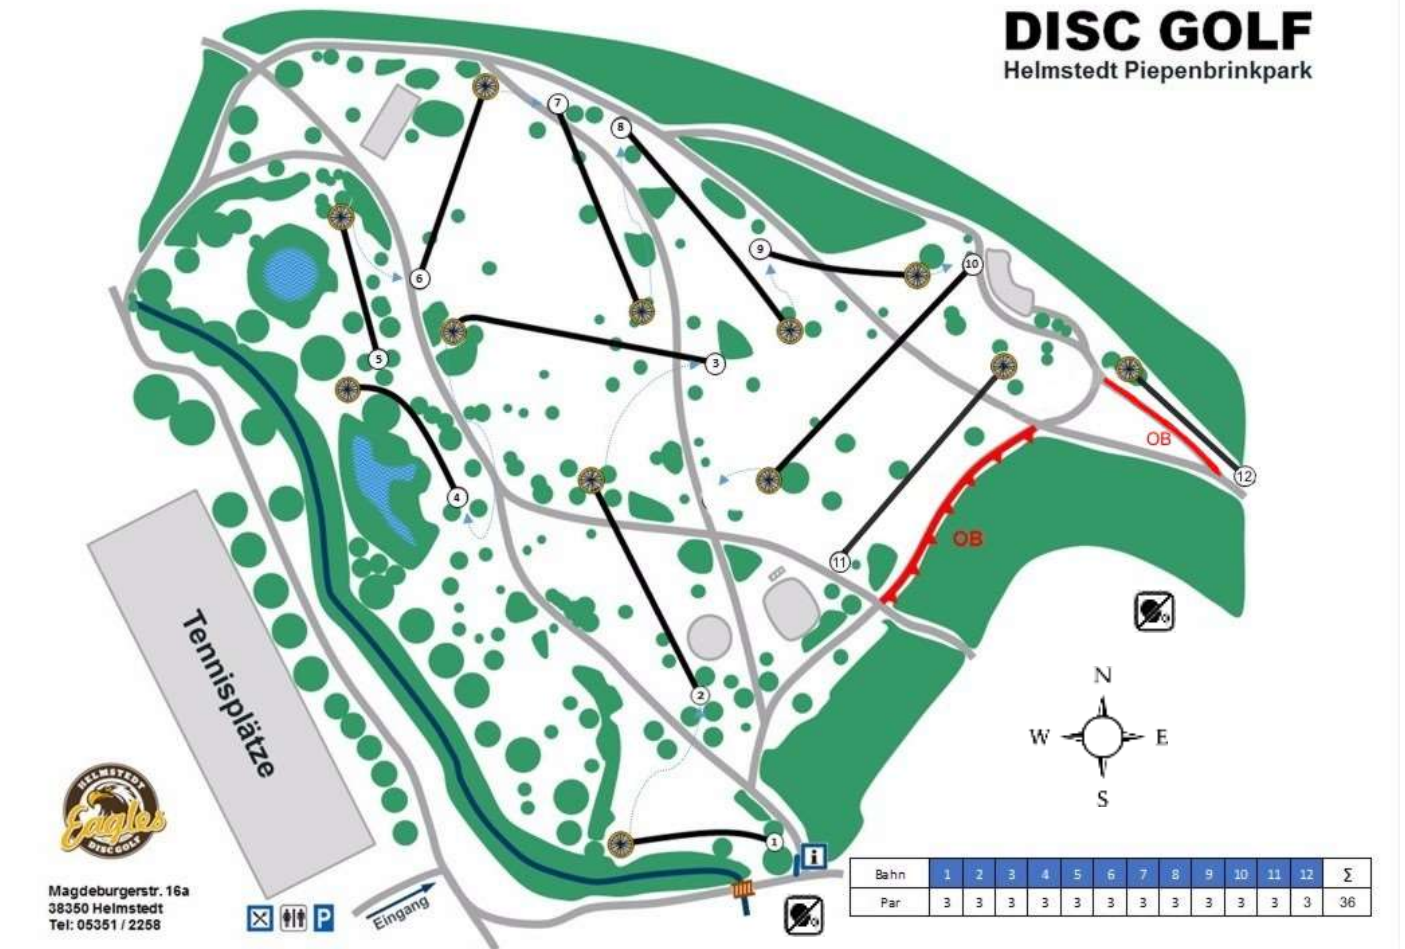 DISC GOLF
Helmstedt Piepenbrinkpark
7
8
9
10
6
3
5
12
OB
4
OB
11
2
1
Tennisplätze
N
W E
S
HELMSTEDT
Eagles
DISC GOLF
Magdeburgerstr. 16a
38350 Helmstedt
Tel: 05351 / 2258
P
Eingang
i
Bahn 1 2 3 4 5 6 7 8 9 10 11 12 Σ
Par 3 3 3 3 3 3 3 3 3 3 3 3 36